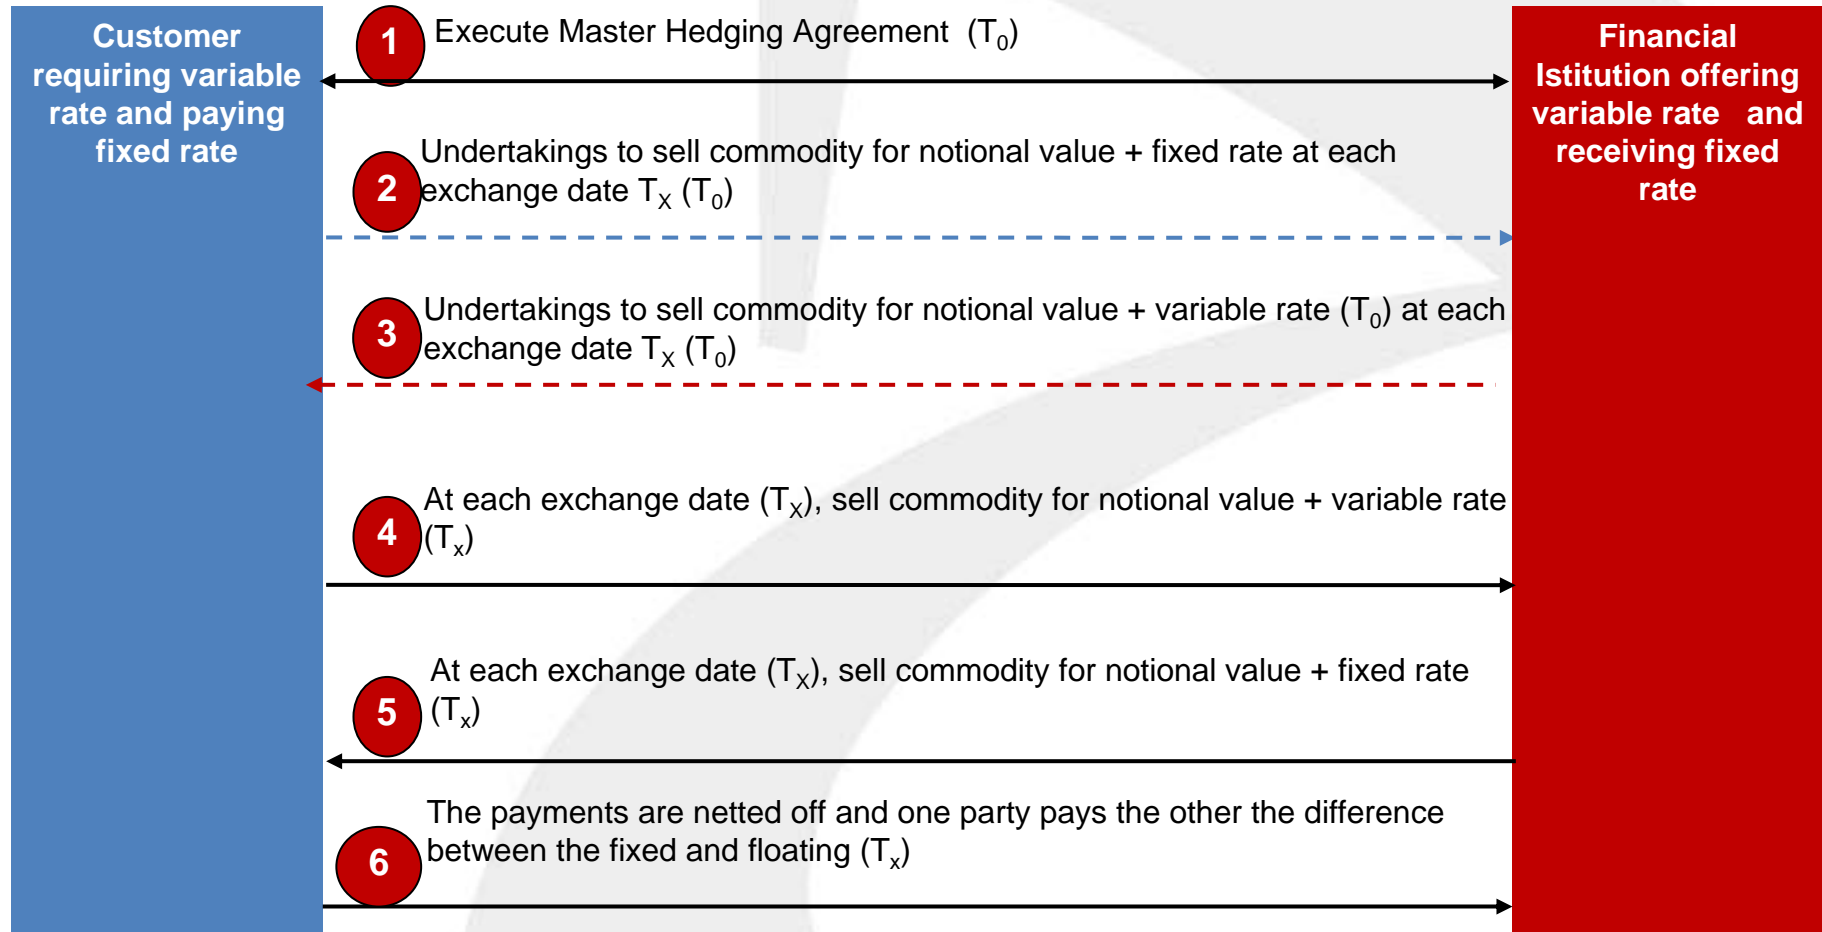 Customer
requiring variable
rate and paying
fixed rate
1
Execute Master Hedging Agreement (T0)
Financial
Istitution offering
variable rate and
receiving fixed
rate
2
Undertakings to sell commodity for notional value + fixed rate at each
exchange date TX (T0)
3
Undertakings to sell commodity for notional value + variable rate (T0) at each
exchange date TX (T0)
4
At each exchange date (TX), sell commodity for notional value + variable rate
(Tx)
5
At each exchange date (TX), sell commodity for notional value + fixed rate
(Tx)
6
The payments are netted off and one party pays the other the difference
between the fixed and floating (Tx)